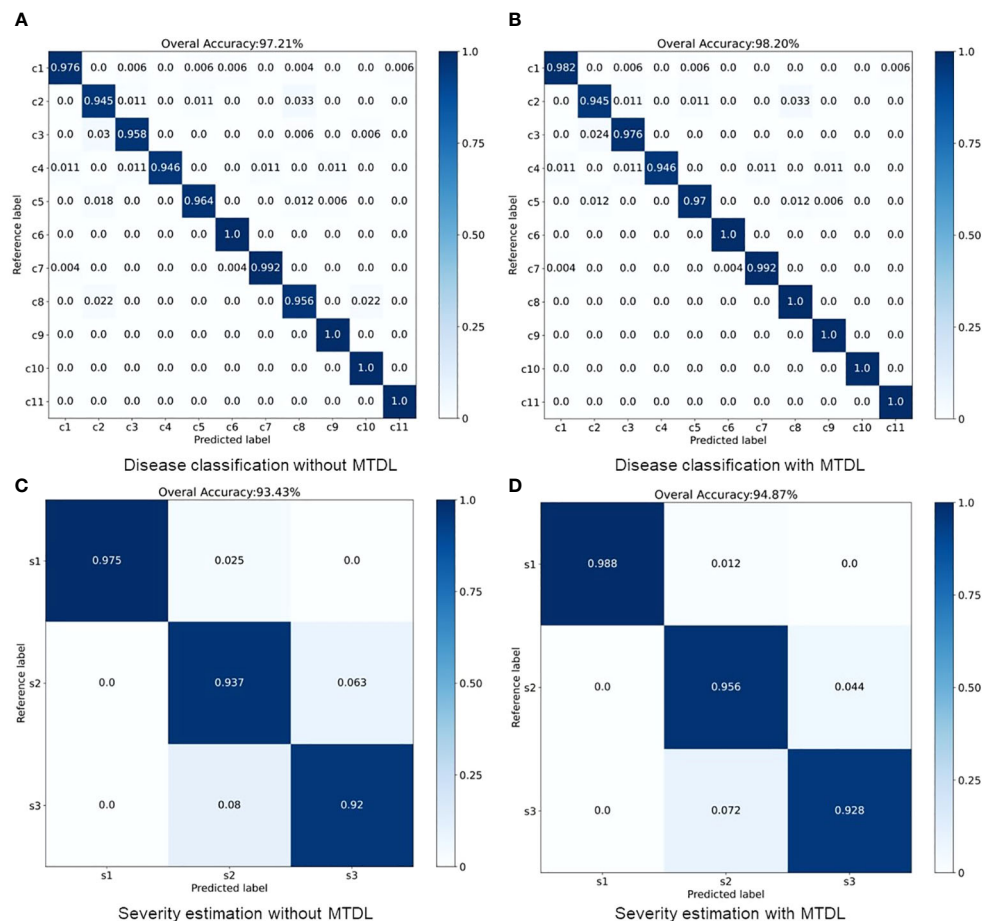 A
Overal Accuracy:97.21%
Reference label
c1 0.976 0.0 0.006 0.0 0.006 0.006 0.0 0.004 0.0 0.0 0.006
c2 0.0 0.945 0.011 0.0 0.011 0.0 0.0 0.033 0.0 0.0 0.0
c3 0.0 0.03 0.958 0.0 0.0 0.0 0.0 0.006 0.0 0.006 0.0
c4 0.011 0.0 0.011 0.946 0.0 0.0 0.011 0.0 0.011 0.0 0.0
c5 0.0 0.018 0.0 0.0 0.964 0.0 0.0 0.012 0.006 0.0 0.0
c6 0.0 0.0 0.0 0.0 0.0 1.0 0.0 0.0 0.0 0.0 0.0
c7 0.004 0.0 0.0 0.0 0.0 0.004 0.992 0.0 0.0 0.0 0.0
c8 0.0 0.022 0.0 0.0 0.0 0.0 0.0 0.956 0.0 0.022 0.0
c9 0.0 0.0 0.0 0.0 0.0 0.0 0.0 0.0 1.0 0.0 0.0
c10 0.0 0.0 0.0 0.0 0.0 0.0 0.0 0.0 0.0 1.0 0.0
c11 0.0 0.0 0.0 0.0 0.0 0.0 0.0 0.0 0.0 0.0 1.0
c1 c2 c3 c4 c5 c6 c7 c8 c9 c10 c11
Predicted label
1.0
0.75
0.50
0.25
0
Disease classification without MTDL
B
Overal Accuracy:98.20%
Reference label
c1 0.982 0.0 0.006 0.0 0.006 0.0 0.0 0.0 0.0 0.0 0.006
c2 0.0 0.945 0.011 0.0 0.011 0.0 0.0 0.033 0.0 0.0 0.0
c3 0.0 0.024 0.976 0.0 0.0 0.0 0.0 0.0 0.0 0.0 0.0
c4 0.011 0.0 0.011 0.946 0.0 0.0 0.011 0.0 0.011 0.0 0.0
c5 0.0 0.012 0.0 0.0 0.97 0.0 0.0 0.012 0.006 0.0 0.0
c6 0.0 0.0 0.0 0.0 0.0 1.0 0.0 0.0 0.0 0.0 0.0
c7 0.004 0.0 0.0 0.0 0.0 0.004 0.992 0.0 0.0 0.0 0.0
c8 0.0 0.0 0.0 0.0 0.0 0.0 0.0 1.0 0.0 0.0 0.0
c9 0.0 0.0 0.0 0.0 0.0 0.0 0.0 0.0 1.0 0.0 0.0
c10 0.0 0.0 0.0 0.0 0.0 0.0 0.0 0.0 0.0 1.0 0.0
c11 0.0 0.0 0.0 0.0 0.0 0.0 0.0 0.0 0.0 0.0 1.0
c1 c2 c3 c4 c5 c6 c7 c8 c9 c10 c11
Predicted label
1.0
0.75
0.50
0.25
0
Disease classification with MTDL
C
Overal Accuracy:93.43%
Reference label
s1 0.975 0.025 0.0
s2 0.0 0.937 0.063
s3 0.0 0.08 0.92
s1 s2 s3
Predicted label
1.0
0.75
0.50
0.25
0
Severity estimation without MTDL
D
Overal Accuracy:94.87%
Reference label
s1 0.988 0.012 0.0
s2 0.0 0.956 0.044
s3 0.0 0.072 0.928
s1 s2 s3
Predicted label
1.0
0.75
0.50
0.25
0
Severity estimation with MTDL